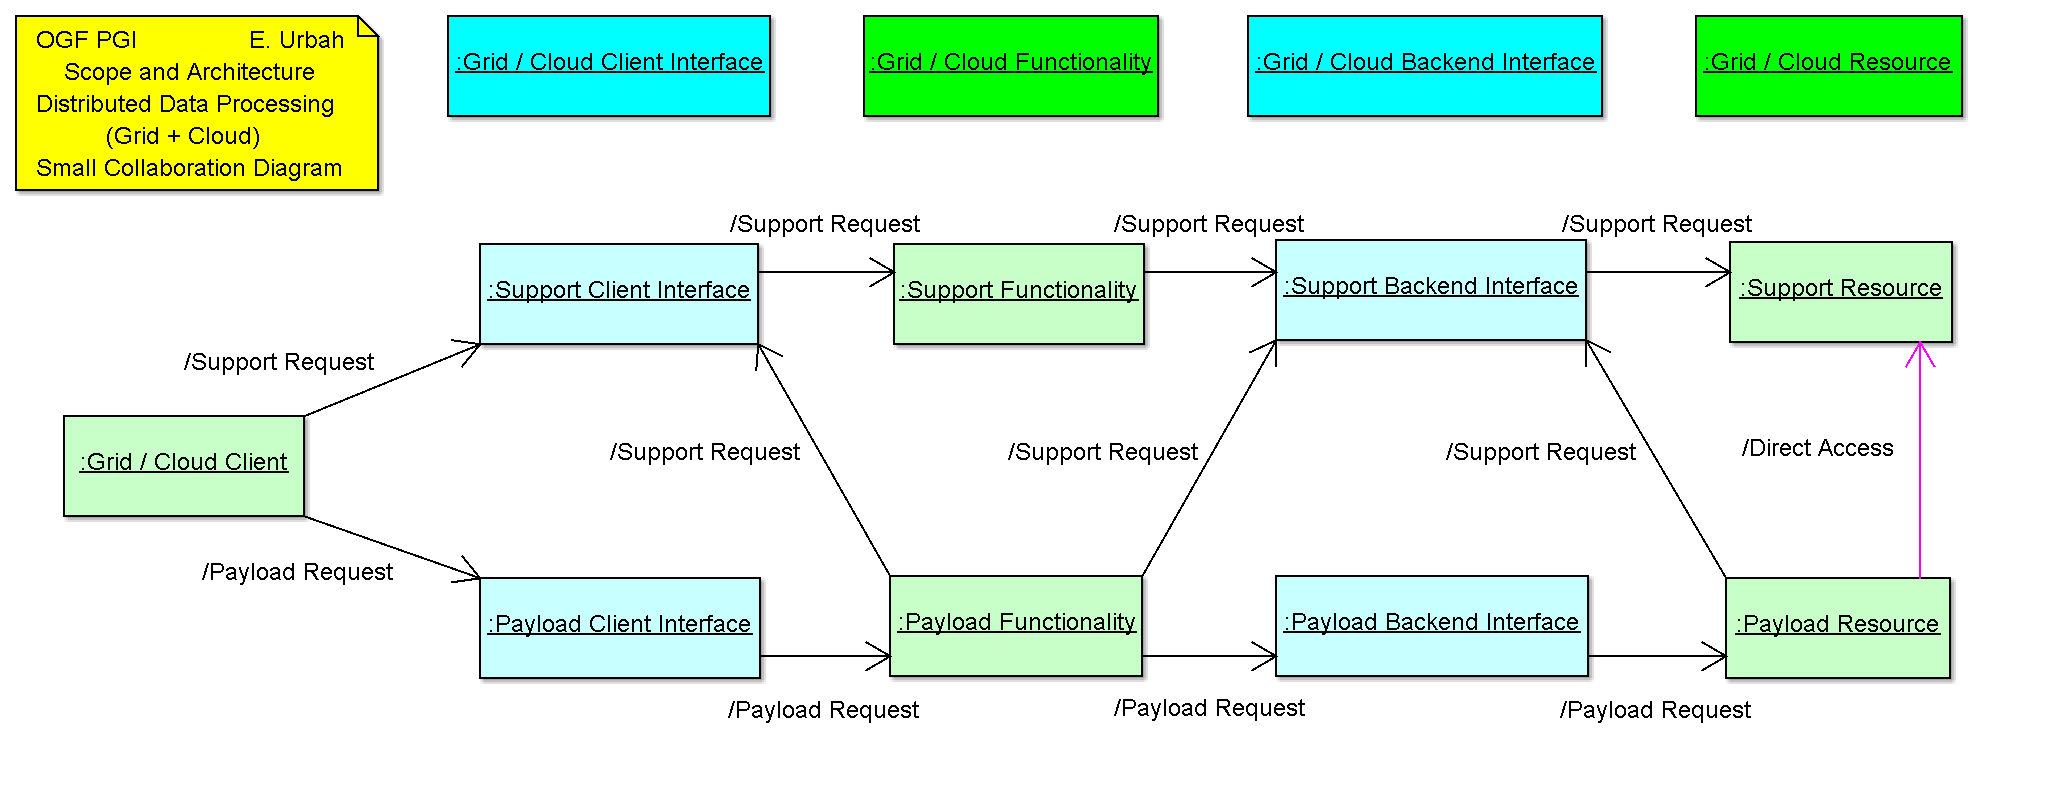 OGF PGI E. Urbah
Scope and Architecture
Distributed Data Processing
(Grid + Cloud)
Small Collaboration Diagram
:Grid / Cloud Client Interface
:Grid / Cloud Functionality
:Grid / Cloud Backend Interface
:Grid / Cloud Resource
/Support Request
/Support Request
/Support Request
:Support Client Interface
:Support Functionality
:Support Backend Interface
:Support Resource
/Support Request
:Grid / Cloud Client
/Support Request
/Support Request
/Support Request
/Direct Access
/Payload Request
:Payload Client Interface
:Payload Functionality
:Payload Backend Interface
:Payload Resource
/Payload Request
/Payload Request
/Payload Request